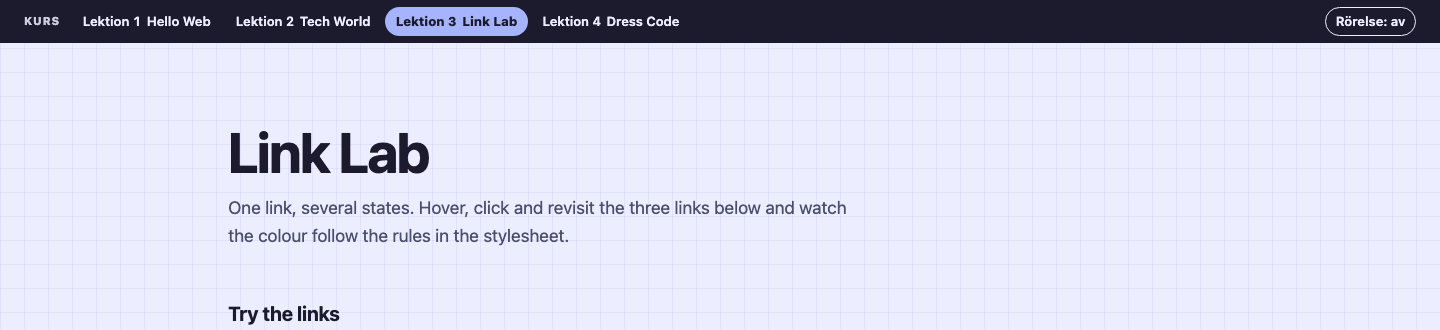 KURS Lektion 1 Hello Web Lektion 2 Tech World Lektion 3 Link Lab Lektion 4 Dress Code Rörelse: av
Link Lab
One link, several states. Hover, click and revisit the three links below and watch
the colour follow the rules in the stylesheet.
Try the links